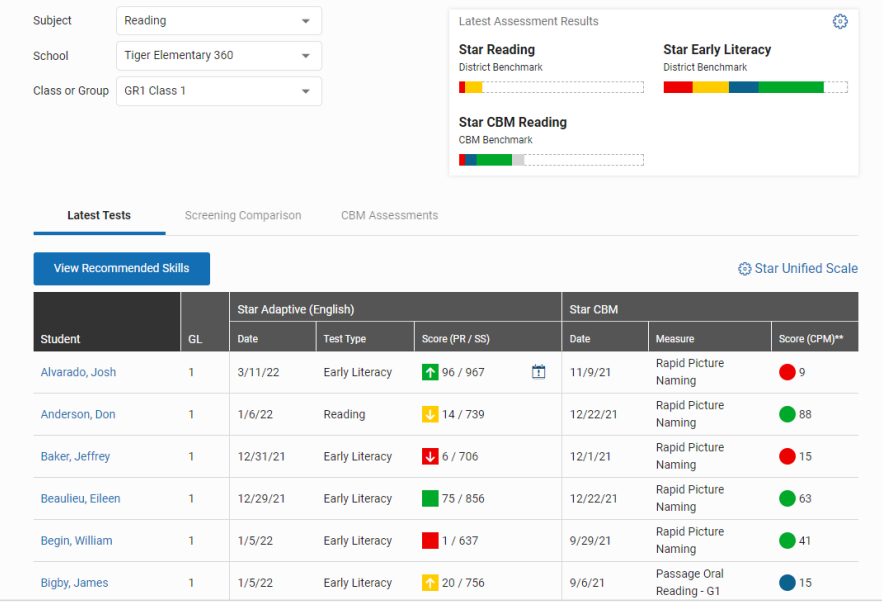 Subject Reading
School Tiger Elementary 360
Class or Group GR1 Class 1
Latest Assessment Results
Star Reading
District Benchmark
Star Early Literacy
District Benchmark
Star CBM Reading
CBM Benchmark
Latest Tests Screening Comparison CBM Assessments
View Recommended Skills
Star Unified Scale
Star Adaptive (English) Star CBM
Student GL Date Test Type Score (PR / SS) Date Measure Score (CPM)**
Alvarado, Josh 1 3/11/22 Early Literacy 96 / 967 11/9/21 Rapid Picture Naming 9
Anderson, Don 1 1/6/22 Reading 14 / 739 12/22/21 Rapid Picture Naming 88
Baker, Jeffrey 1 12/31/21 Early Literacy 6 / 706 12/1/21 Rapid Picture Naming 15
Beaulieu, Eileen 1 12/29/21 Early Literacy 75 / 856 12/22/21 Rapid Picture Naming 63
Begin, William 1 1/5/22 Early Literacy 1 / 637 9/29/21 Rapid Picture Naming 41
Bigby, James 1 1/5/22 Early Literacy 20 / 756 9/6/21 Passage Oral Reading - G1 15